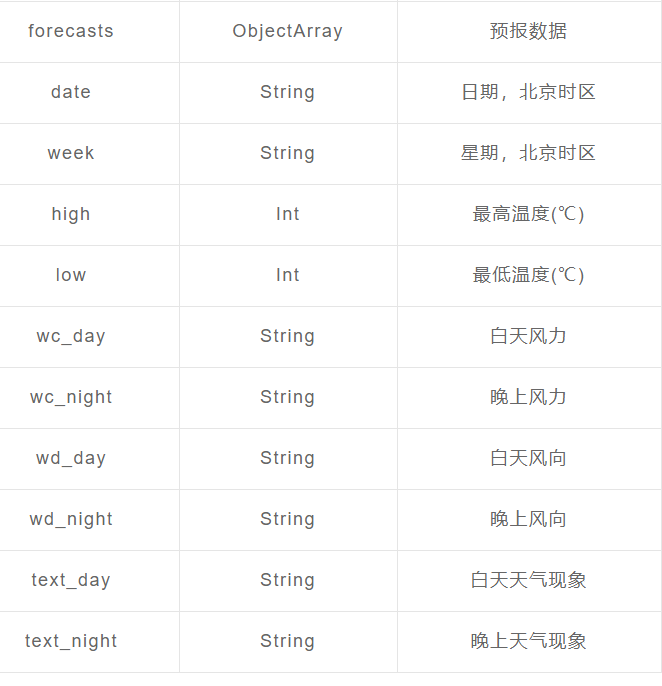 forecasts ObjectArray 预报数据
date String 日期，北京时区
week String 星期，北京时区
high Int 最高温度(℃)
low Int 最低温度(℃)
wc_day String 白天风力
wc_night String 晚上风力
wd_day String 白天风向
wd_night String 晚上风向
text_day String 白天天气现象
text_night String 晚上天气现象